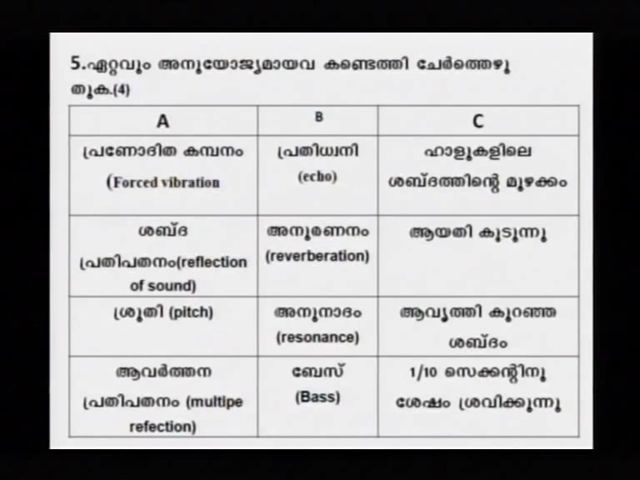 5.ഏറ്റവും അനുയോജ്യമായവ കണ്ടെത്തി ചേർത്തെഴു
തുക.(4)
A B C
പ്രണോദിത കമ്പനം
(Forced vibration
പ്രതിധ്വനി
(echo)
ഹാളുകളിലെ
ശബ്ദത്തിന്റെ മുഴക്കം
ശബ്ദ
പ്രതിപതനം(reflection
of sound)
അനുരണനം
(reverberation)
ആയതി കൂടുന്നു
ശ്രുതി (pitch)
അനുനാദം
(resonance)
ആവൃത്തി കുറഞ്ഞ
ശബ്ദം
ആവർത്തന
പ്രതിപതനം (multipe
refection)
ബേസ്
(Bass)
1/10 സെക്കന്റിനു
ശേഷം ശ്രവിക്കുന്നു